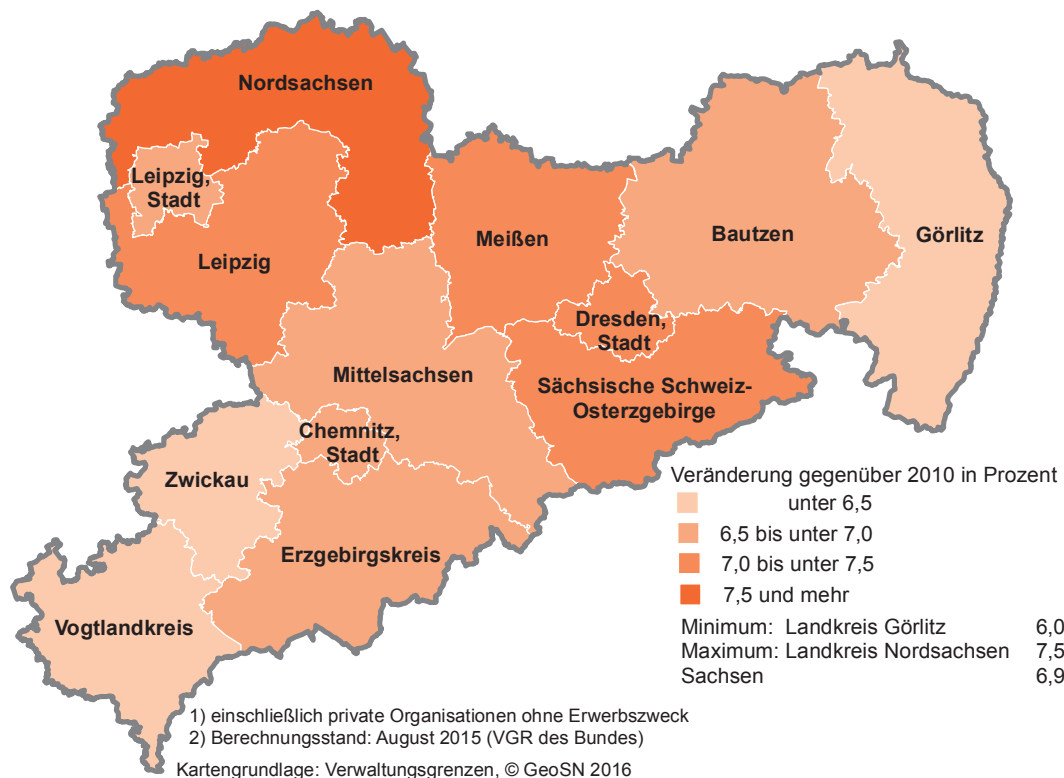 Nordsachsen
Leipzig,
Stadt
Leipzig
Meißen
Bautzen
Görlitz
Dresden,
Stadt
Mittelsachsen
Sächsische Schweiz-
Osterzgebirge
Chemnitz,
Stadt
Zwickau
Erzgebirgskreis
Vogtlandkreis
Veränderung gegenüber 2010 in Prozent
unter 6,5
6,5 bis unter 7,0
7,0 bis unter 7,5
7,5 und mehr
Minimum: Landkreis Görlitz 6,0
Maximum: Landkreis Nordsachsen 7,5
Sachsen 6,9
1) einschließlich private Organisationen ohne Erwerbszweck
2) Berechnungsstand: August 2015 (VGR des Bundes)
Kartengrundlage: Verwaltungsgrenzen, © GeoSN 2016